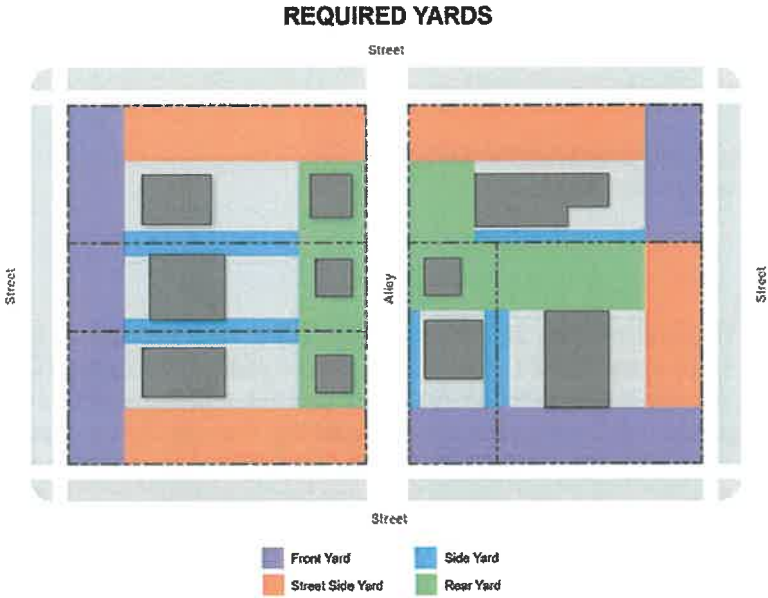 REQUIRED YARDS
Street
Street
Alley
Street
Street
Front Yard
Side Yard
Street Side Yard
Rear Yard